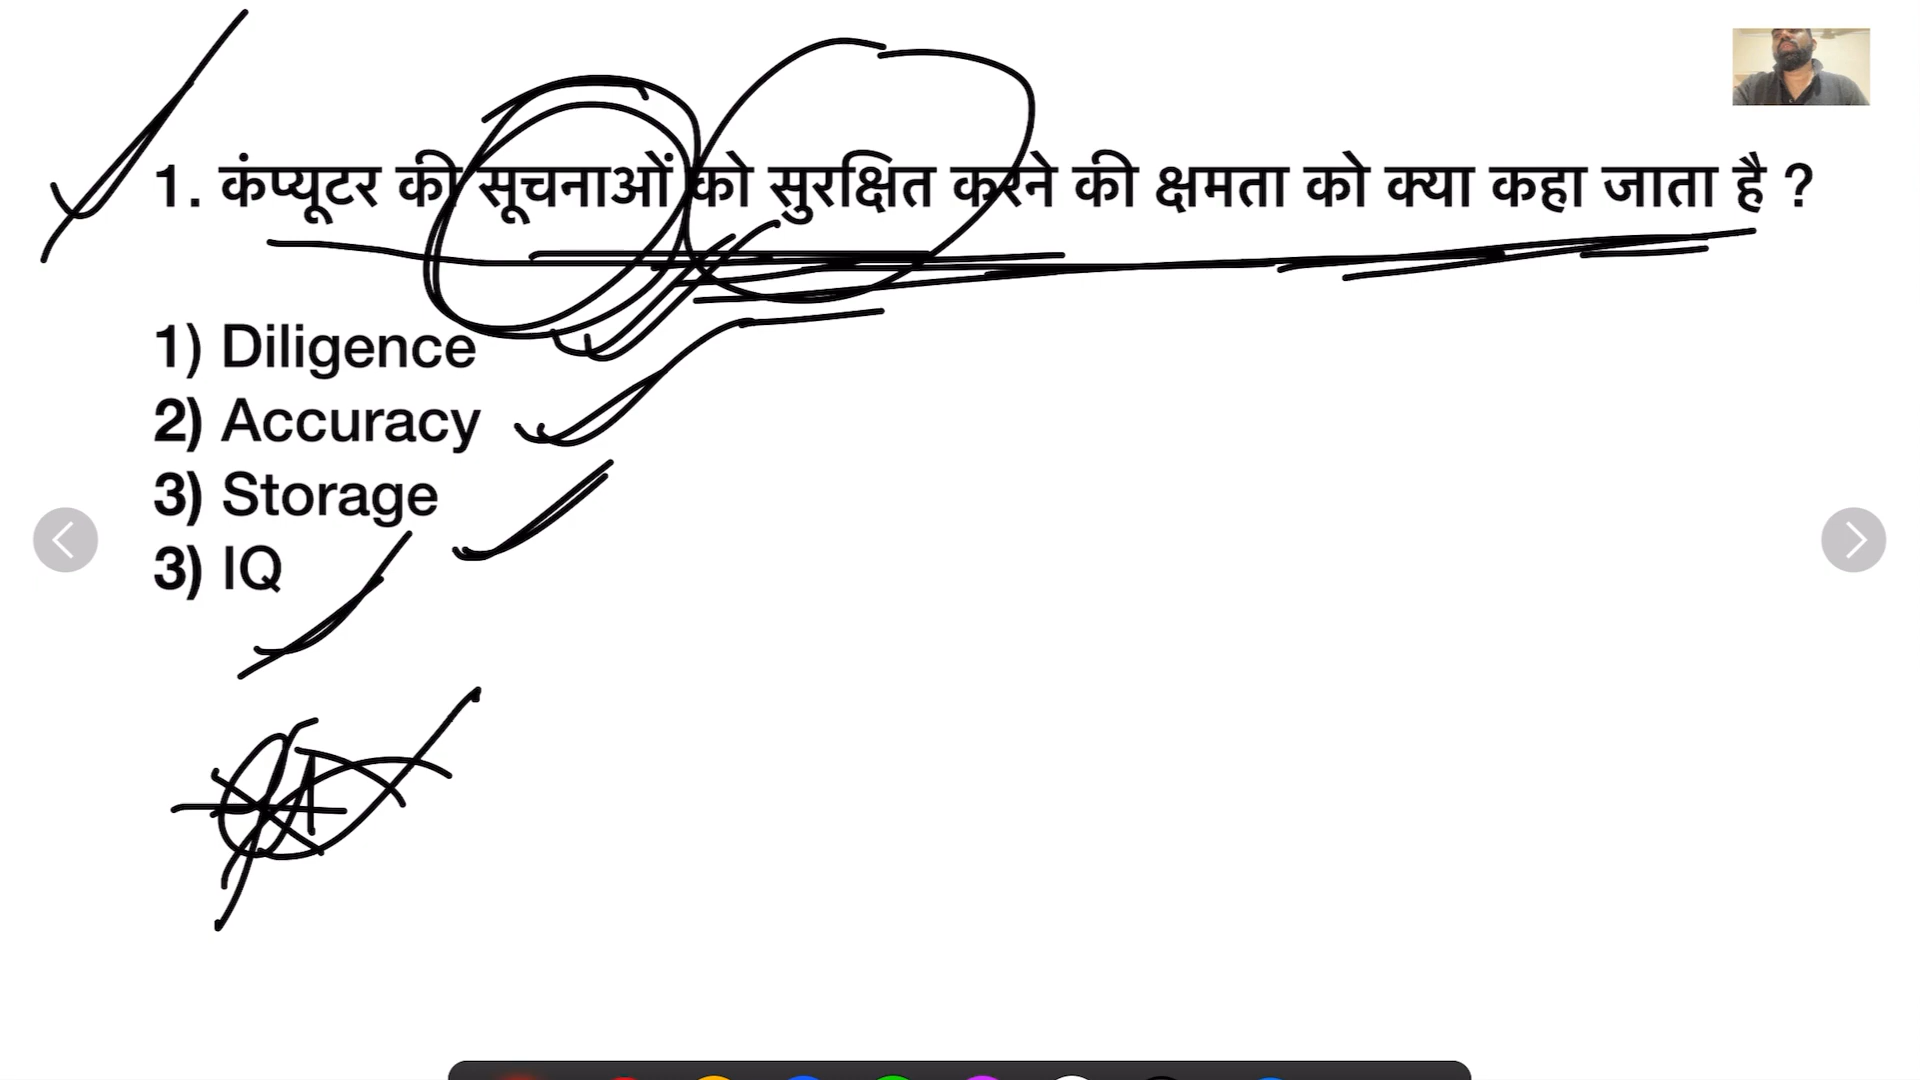 1. कंप्यूटर की सूचनाओं को सुरक्षित करने की क्षमता को क्या कहा जाता है ?
1) Diligence
2) Accuracy
3) Storage
3) IQ